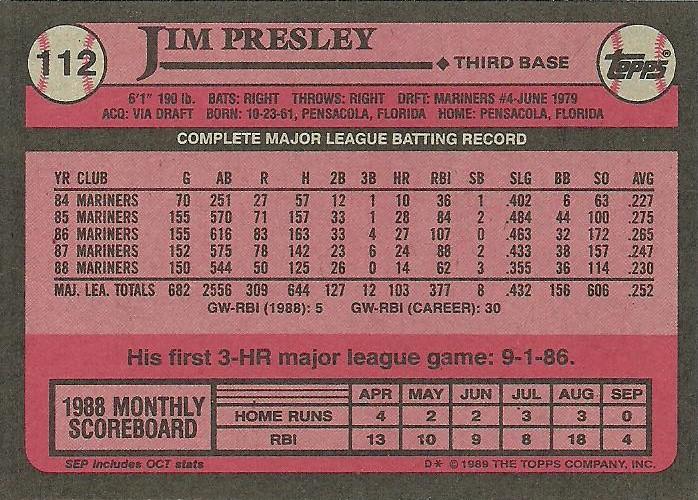 112
JIM PRESLEY
THIRD BASE
TOPPS®
6'1" 190 lb. BATS: RIGHT THROWS: RIGHT DRFT: MARINERS #4-JUNE 1979
ACQ: VIA DRAFT BORN: 10-23-61, PENSACOLA, FLORIDA HOME: PENSACOLA, FLORIDA
COMPLETE MAJOR LEAGUE BATTING RECORD
YR CLUB G AB R H 2B 3B HR RBI SB SLG BB SO AVG
84 MARINERS 70 251 27 57 12 1 10 36 1 .402 6 63 .227
85 MARINERS 155 570 71 157 33 1 28 84 2 .484 44 100 .275
86 MARINERS 155 616 83 163 33 4 27 107 0 .463 32 172 .265
87 MARINERS 152 575 78 142 23 6 24 88 2 .433 38 157 .247
88 MARINERS 150 544 50 125 26 0 14 62 3 .355 36 114 .230
MAJ. LEA. TOTALS 682 2556 309 644 127 12 103 377 8 .432 156 606 .252
GW-RBI (1988): 5 GW-RBI (CAREER): 30
His first 3-HR major league game: 9-1-86.
1988 MONTHLY SCOREBOARD
APR MAY JUN JUL AUG SEP
HOME RUNS 4 2 2 3 3 0
RBI 13 10 9 8 18 4
SEP includes OCT stats
D* © 1989 THE TOPPS COMPANY, INC.